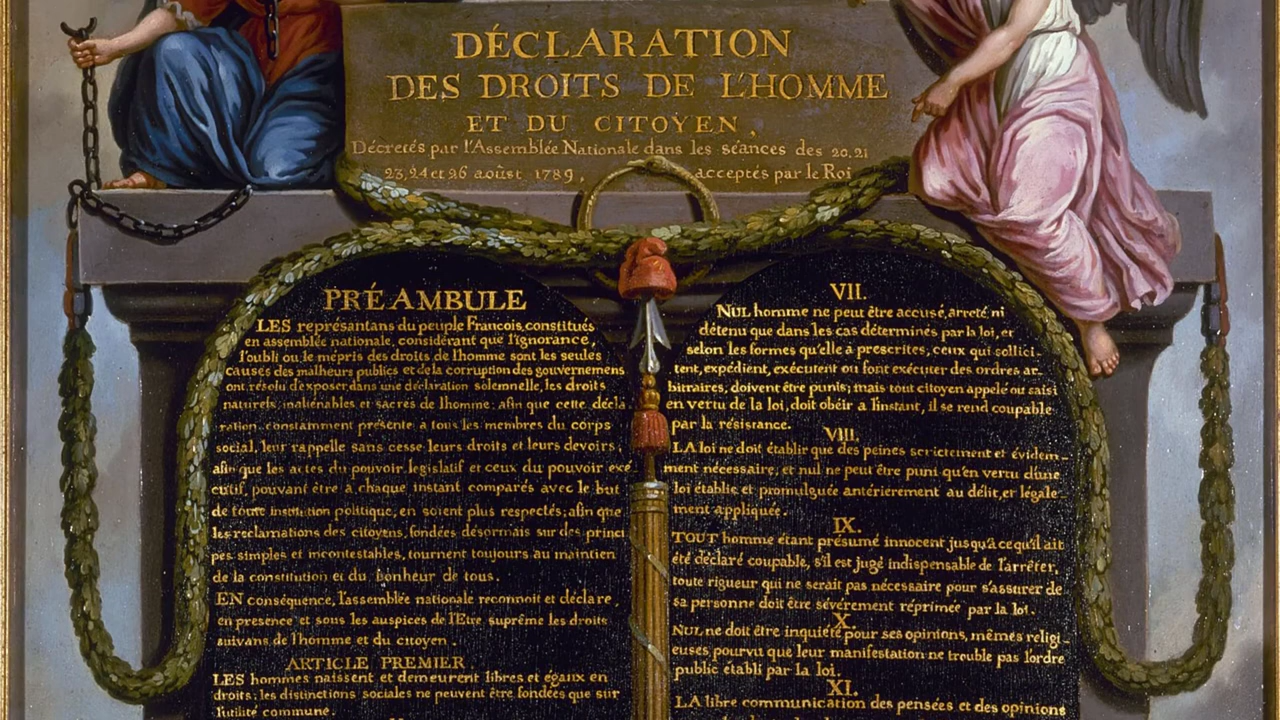 DÉCLARATION
DES DROITS DE L'HOMME
ET DU CITOYEN,
Décretés par l'Assemblée Nationale dans les séances des 20.21
23,24 et 26 aoûst 1789, acceptés par le Roi
PRÉAMBULE
LES représantans du peuple Francois, constitués
en assemblée nationale, considérant que l'ignorance,
l'oubli ou le mépris des droits de lhomme sont les seules
causes des malheurs publics et de la corruption des gouvernemens
ont résolu d'exposer, dans une déclaration solemnelle, les droits
naturels, inaliénables et sacrés de lhomme; afin que cette décla
ration, constamment présente a tous les membres du corps
social, leur rappelle sans cesse leurs droits et leurs devoirs;
afin que les actes du pouvoir legislatif et ceux du pouvoir exé-
cutif, pouvant être a chaque instant comparés avec le but
de toute institution politique, en soient plus respectés; afin que
les reclamations des citoyens, fondées désormais sur des princi
pes simples et incontestables, tournent toujours au maintien
de la constitution et du bonheur de tous.
EN conséquence, l'assemblée nationale reconnoit et déclare,
en presence et sous les auspices de l'Etre suprême les droits
suivans de l'homme et du citoyen.
ARTICLE PREMIER.
LES hommes naissent et demeurent libres et égaux en
droits; les distinctions sociales ne peuvent être fondées que sur
l'utilité commune.
VII.
NUL homme ne peut être accusé, arreté ni
détenu que dans les cas déterminés par la loi, et
selon les formes qu'elle à prescrites, ceux qui sollici-
tent, expédient, exécutent ou font exécuter des ordres ar-
bitraires, doivent être punis; mais tout citoyen appelé ou saisi
en vertu de la loi, doit obéir a l'instant, il se rend coupable
par la résistance.
VIII.
LA loi ne doit établir que des peines strictement et évidem-
ment nécessaire, et nul ne peut être puni qu'en vertu d'une
loi établie et promulguée antérierement au délit, et légale-
ment appliquée.
IX.
TOUT homme étant présumé innocent jusqu'a ce qu'il ait
été déclaré coupable, s'il est jugé indispensable de l'arrêter,
toute rigueur qui ne serait pas nécessaire pour s'assurer de
sa personne doit être sévèrement réprimée par la loi.
X.
NUL ne doit être inquiété pour ses opinions, mêmes religi-
euses, pourvu que leur manifestation ne trouble pas l'ordre
public établi par la loi.
XI.
LA libre communication des pensées et des opinions